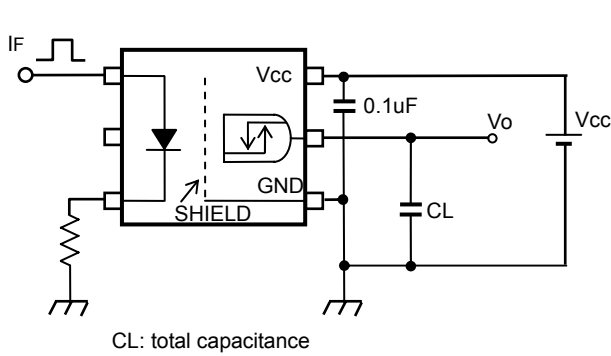 IF
Vcc
0.1uF
Vo
Vcc
GND
SHIELD
CL
CL: total capacitance